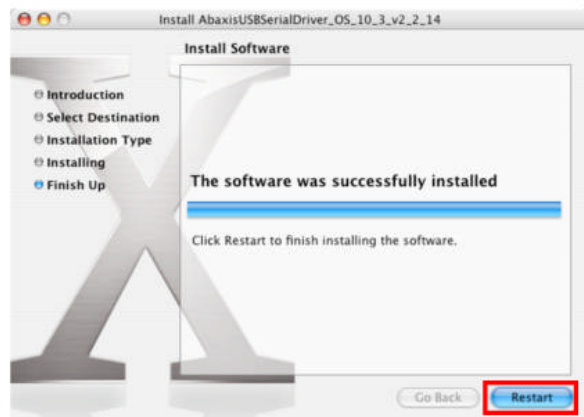 Install AbaxisUSBSerialDriver_OS_10_3_v2_2_14
Install Software
Introduction
Select Destination
Installation Type
Installing
Finish Up
The software was successfully installed
Click Restart to finish installing the software.
Go Back
Restart